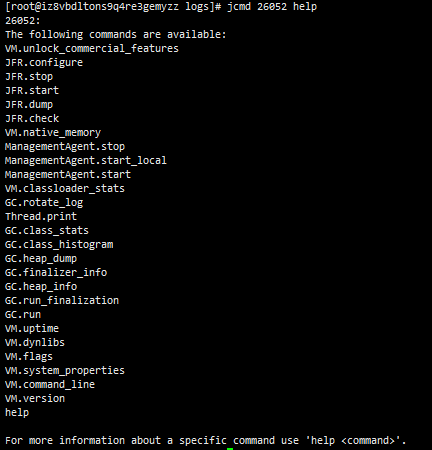 [root@iz8vbdltons9q4re3gemyzz logs]# jcmd 26052 help
26052:
The following commands are available:
VM.unlock_commercial_features
JFR.configure
JFR.stop
JFR.start
JFR.dump
JFR.check
VM.native_memory
ManagementAgent.stop
ManagementAgent.start_local
ManagementAgent.start
VM.classloader_stats
GC.rotate_log
Thread.print
GC.class_stats
GC.class_histogram
GC.heap_dump
GC.finalizer_info
GC.heap_info
GC.run_finalization
GC.run
VM.uptime
VM.dynlibs
VM.flags
VM.system_properties
VM.command_line
VM.version
help
For more information about a specific command use 'help <command>'.